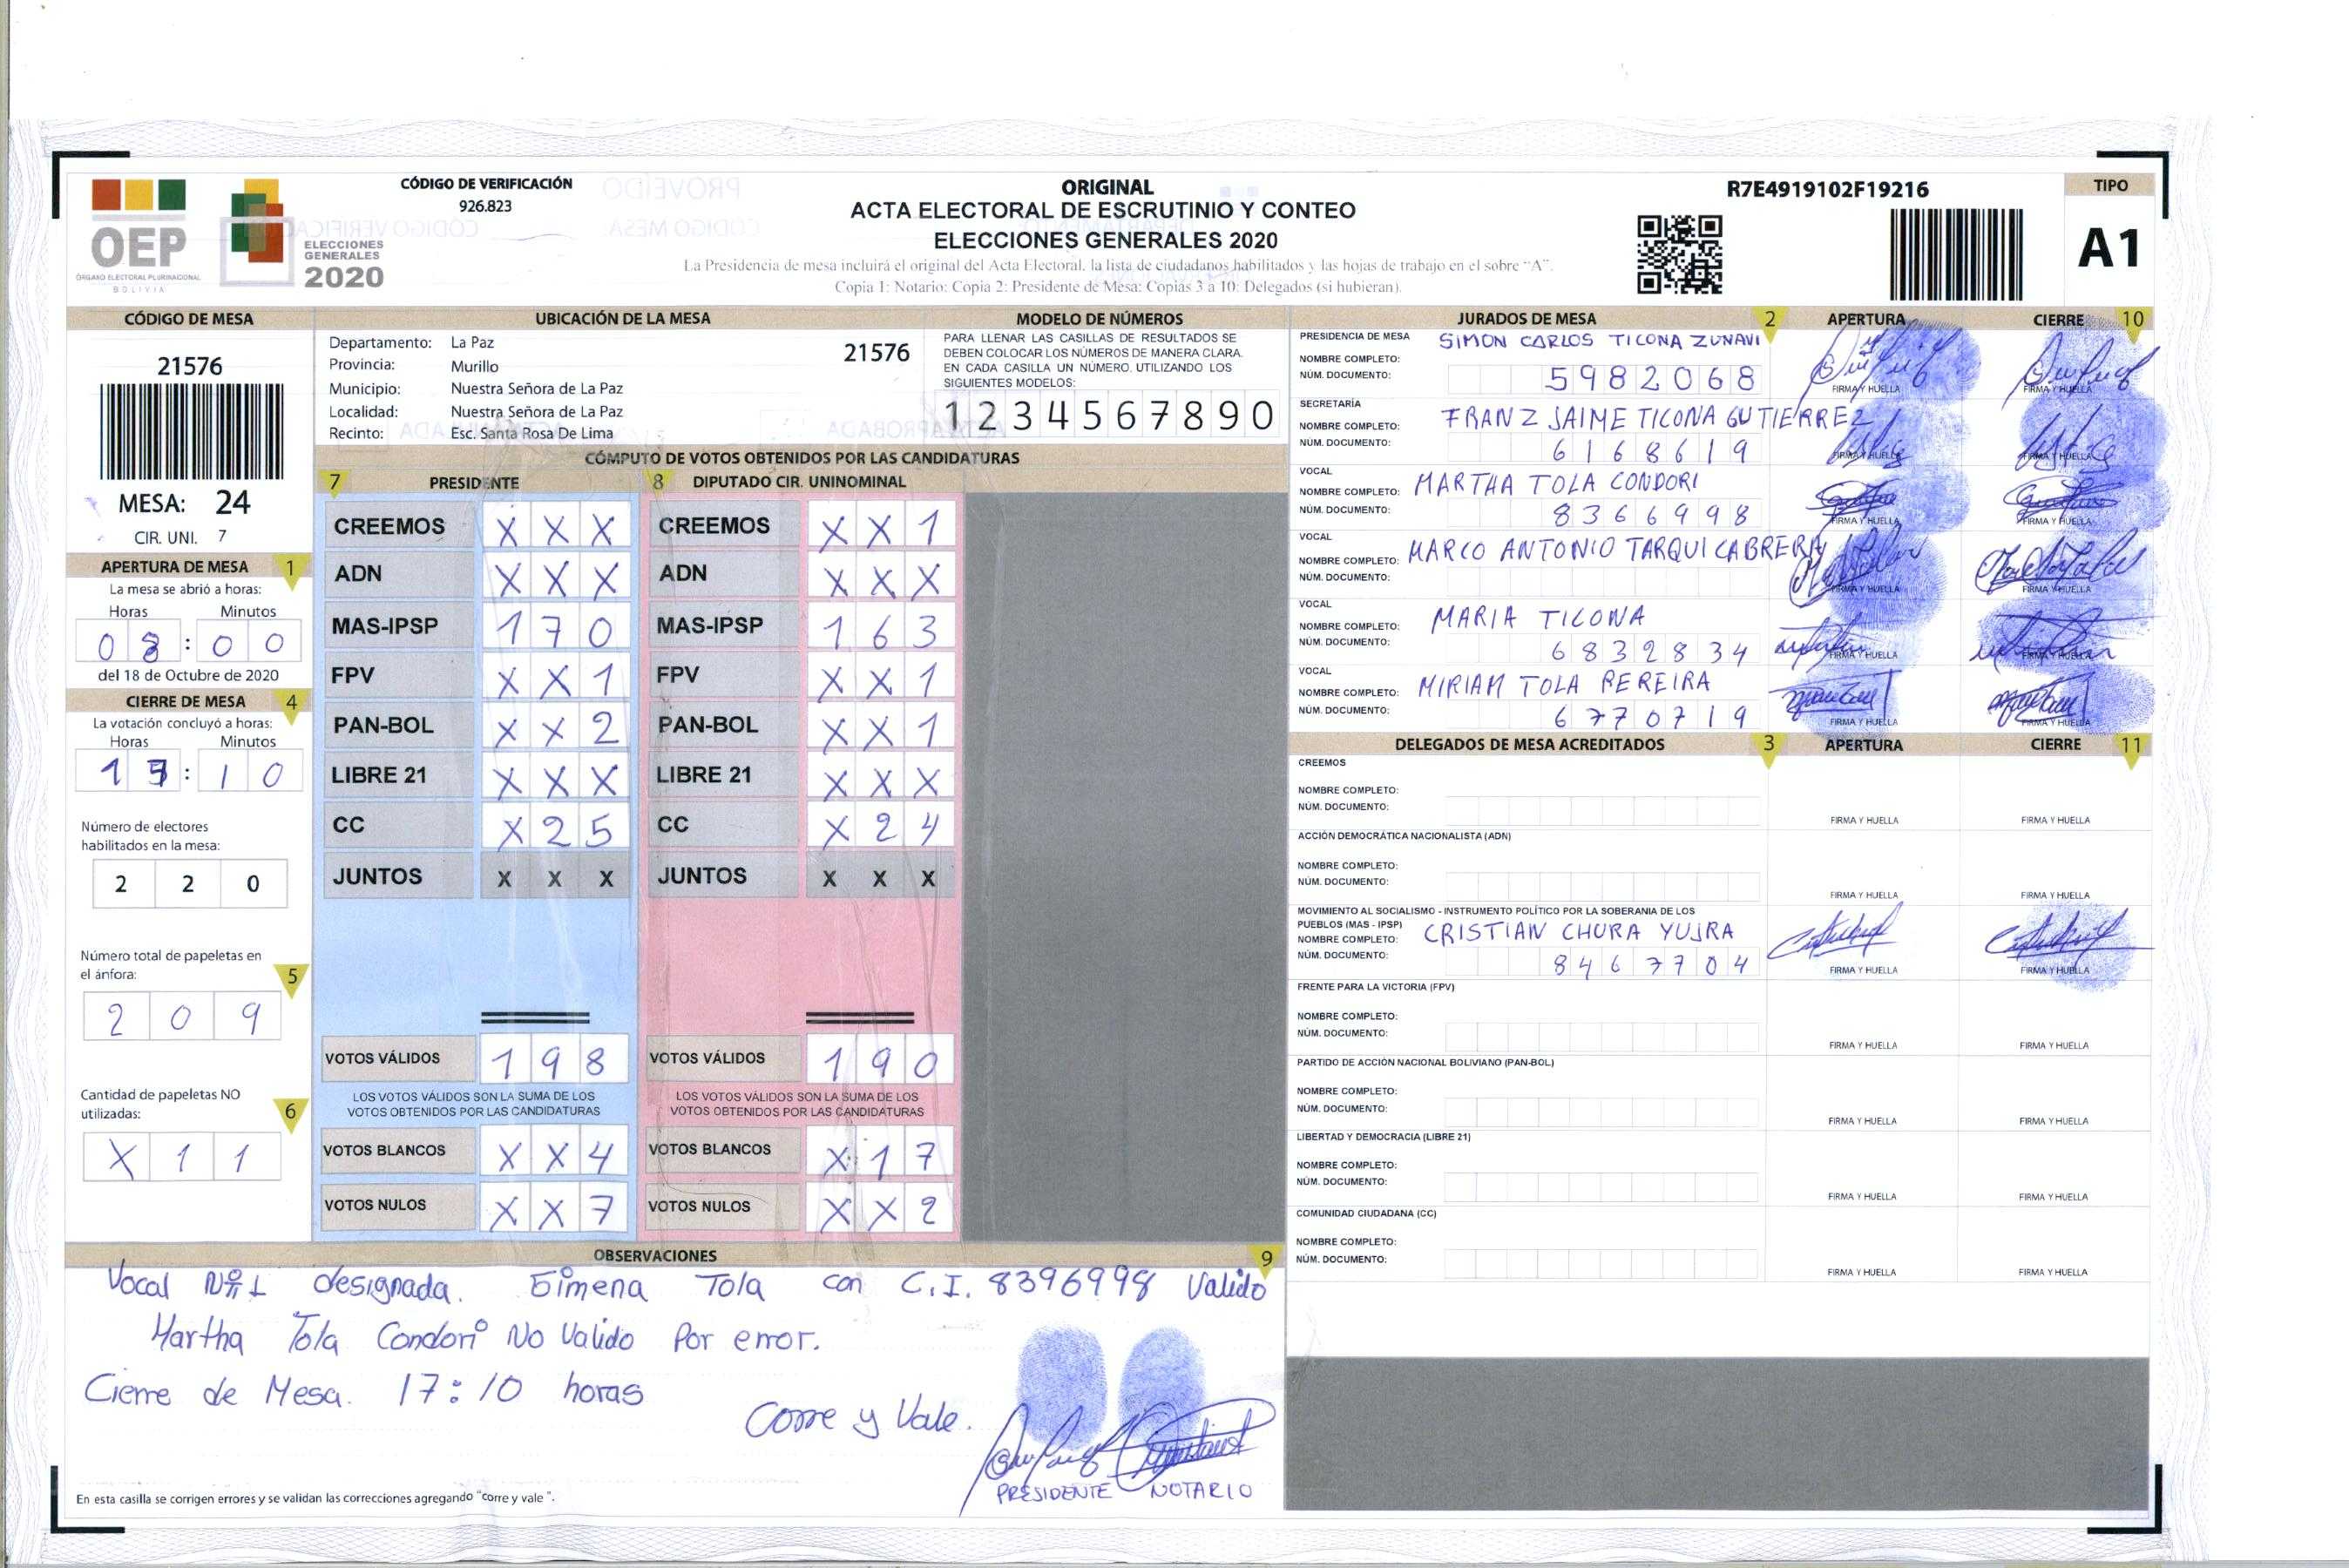 CÓDIGO DE VERIFICACIÓN
926.823
OEP
ÓRGANO ELECTORAL PLURINACIONAL
BOLIVIA
ELECCIONES
GENERALES
2020
ORIGINAL
ACTA ELECTORAL DE ESCRUTINIO Y CONTEO
ELECCIONES GENERALES 2020
La Presidencia de mesa incluirá el original del Acta Electoral, la lista de ciudadanos habilitados y las hojas de trabajo en el sobre "A".
Copia 1: Notario: Copia 2: Presidente de Mesa: Copias 3 a 10: Delegados (si hubieran).
R7E4919102F19216
TIPO
A1
CÓDIGO DE MESA
21576
MESA: 24
CIR. UNI. 7
UBICACIÓN DE LA MESA
Departamento: La Paz
21576
Provincia: Murillo
Municipio: Nuestra Señora de La Paz
Localidad: Nuestra Señora de La Paz
Recinto: Esc. Santa Rosa De Lima
MODELO DE NÚMEROS
PARA LLENAR LAS CASILLAS DE RESULTADOS SE
DEBEN COLOCAR LOS NÚMEROS DE MANERA CLARA.
EN CADA CASILLA UN NÚMERO. UTILIZANDO LOS
SIGUIENTES MODELOS:
1 2 3 4 5 6 7 8 9 0
APERTURA DE MESA 1
La mesa se abrió a horas:
Horas Minutos
0 8 : 0 0
del 18 de Octubre de 2020
CIERRE DE MESA 4
La votación concluyó a horas:
Horas Minutos
1 7 : 1 0
Número de electores
habilitados en la mesa:
2 2 0
Número total de papeletas en
el ánfora: 5
2 0 9
Cantidad de papeletas NO
utilizadas: 6
X 1 1
CÓMPUTO DE VOTOS OBTENIDOS POR LAS CANDIDATURAS
7 PRESIDENTE
CREEMOS X X X
ADN X X X
MAS-IPSP 1 7 0
FPV X X 1
PAN-BOL X X 2
LIBRE 21 X X X
CC X 2 5
JUNTOS X X X
VOTOS VÁLIDOS 1 9 8
LOS VOTOS VÁLIDOS SON LA SUMA DE LOS
VOTOS OBTENIDOS POR LAS CANDIDATURAS
VOTOS BLANCOS X X 4
VOTOS NULOS X X 7
8 DIPUTADO CIR. UNINOMINAL
CREEMOS X X 1
ADN X X X
MAS-IPSP 1 6 3
FPV X X 1
PAN-BOL X X 1
LIBRE 21 X X X
CC X 2 4
JUNTOS X X X
VOTOS VÁLIDOS 1 9 0
LOS VOTOS VÁLIDOS SON LA SUMA DE LOS
VOTOS OBTENIDOS POR LAS CANDIDATURAS
VOTOS BLANCOS X 1 7
VOTOS NULOS X X 2
JURADOS DE MESA 2 APERTURA CIERRE 10
PRESIDENCIA DE MESA
NOMBRE COMPLETO: SIMON CARLOS TICONA ZUNAVI
NÚM. DOCUMENTO: 5982068
FIRMA Y HUELLA FIRMA Y HUELLA
SECRETARÍA
NOMBRE COMPLETO: FRANZ JAIME TICONA GUTIERREZ
NÚM. DOCUMENTO: 6168619
FIRMA Y HUELLA FIRMA Y HUELLA
VOCAL
NOMBRE COMPLETO: MARTHA TOLA CONDORI
NÚM. DOCUMENTO: 8366998
FIRMA Y HUELLA FIRMA Y HUELLA
VOCAL
NOMBRE COMPLETO: MARCO ANTONIO TARQUI CABRERA
NÚM. DOCUMENTO:
FIRMA Y HUELLA FIRMA Y HUELLA
VOCAL
NOMBRE COMPLETO: MARIA TICONA
NÚM. DOCUMENTO: 6832834
FIRMA Y HUELLA FIRMA Y HUELLA
VOCAL
NOMBRE COMPLETO: MIRIAM TOLA PEREIRA
NÚM. DOCUMENTO: 6770719
FIRMA Y HUELLA FIRMA Y HUELLA
DELEGADOS DE MESA ACREDITADOS 3 APERTURA CIERRE 11
CREEMOS
NOMBRE COMPLETO:
NÚM. DOCUMENTO:
FIRMA Y HUELLA FIRMA Y HUELLA
ACCIÓN DEMOCRÁTICA NACIONALISTA (ADN)
NOMBRE COMPLETO:
NÚM. DOCUMENTO:
FIRMA Y HUELLA FIRMA Y HUELLA
MOVIMIENTO AL SOCIALISMO - INSTRUMENTO POLÍTICO POR LA SOBERANIA DE LOS
PUEBLOS (MAS - IPSP)
NOMBRE COMPLETO: CRISTIAN CHURA YUJRA
NÚM. DOCUMENTO: 8467704
FIRMA Y HUELLA FIRMA Y HUELLA
FRENTE PARA LA VICTORIA (FPV)
NOMBRE COMPLETO:
NÚM. DOCUMENTO:
FIRMA Y HUELLA FIRMA Y HUELLA
PARTIDO DE ACCIÓN NACIONAL BOLIVIANO (PAN-BOL)
NOMBRE COMPLETO:
NÚM. DOCUMENTO:
FIRMA Y HUELLA FIRMA Y HUELLA
LIBERTAD Y DEMOCRACIA (LIBRE 21)
NOMBRE COMPLETO:
NÚM. DOCUMENTO:
FIRMA Y HUELLA FIRMA Y HUELLA
COMUNIDAD CIUDADANA (CC)
NOMBRE COMPLETO:
NÚM. DOCUMENTO:
FIRMA Y HUELLA FIRMA Y HUELLA
OBSERVACIONES 9
Vocal designada. Gimena Tola con C.I. 8396998 Valido
Martha Tola Condori No Valido Por error.
Cierre de Mesa. 17:10 horas
Corre y Vale.
PRESIDENTE NOTARIO
En esta casilla se corrigen errores y se validan las correcciones agregando "corre y vale".